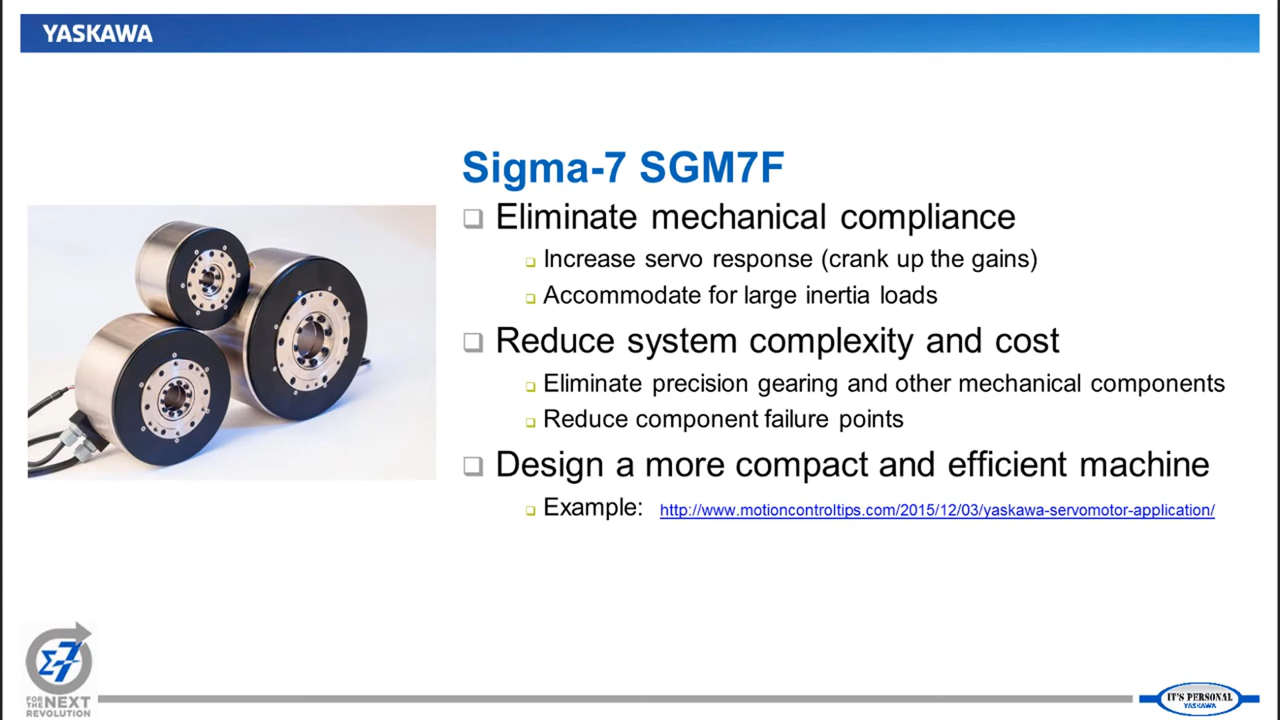 YASKAWA
Sigma-7 SGM7F
Eliminate mechanical compliance
Increase servo response (crank up the gains)
Accommodate for large inertia loads
Reduce system complexity and cost
Eliminate precision gearing and other mechanical components
Reduce component failure points
Design a more compact and efficient machine
Example: http://www.motioncontroltips.com/2015/12/03/yaskawa-servomotor-application/
Σ7
FOR THE NEXT
REVOLUTION
IT'S PERSONAL
YASKAWA